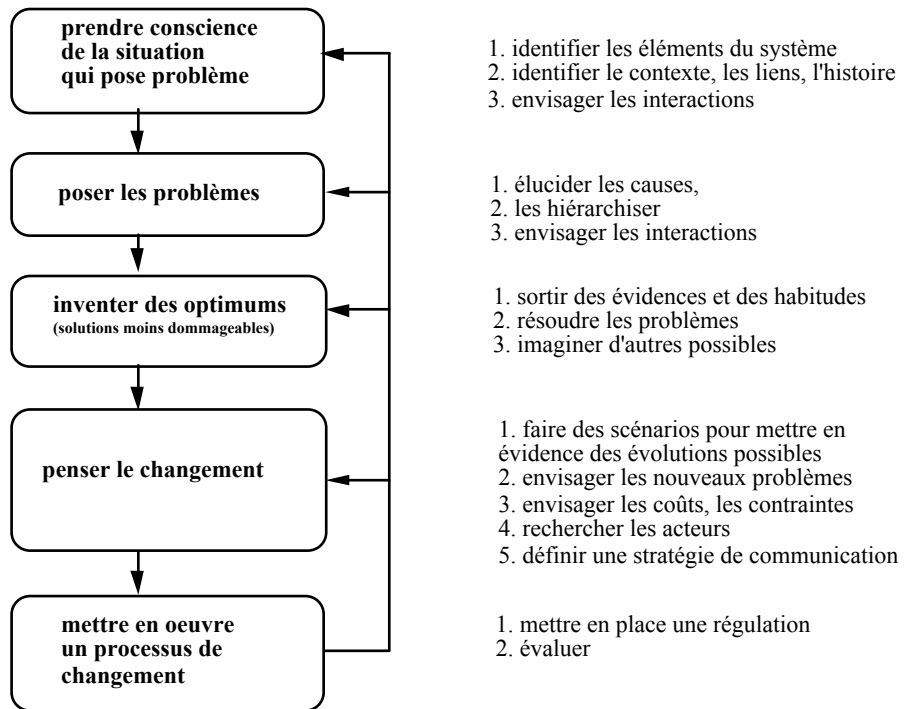 prendre conscience
de la situation
qui pose problème
1. identifier les éléments du système
2. identifier le contexte, les liens, l'histoire
3. envisager les interactions
poser les problèmes
1. élucider les causes,
2. les hiérarchiser
3. envisager les interactions
inventer des optimums
(solutions moins dommageables)
1. sortir des évidences et des habitudes
2. résoudre les problèmes
3. imaginer d'autres possibles
penser le changement
1. faire des scénarios pour mettre en
évidence des évolutions possibles
2. envisager les nouveaux problèmes
3. envisager les coûts, les contraintes
4. rechercher les acteurs
5. définir une stratégie de communication
mettre en oeuvre
un processus de
changement
1. mettre en place une régulation
2. évaluer